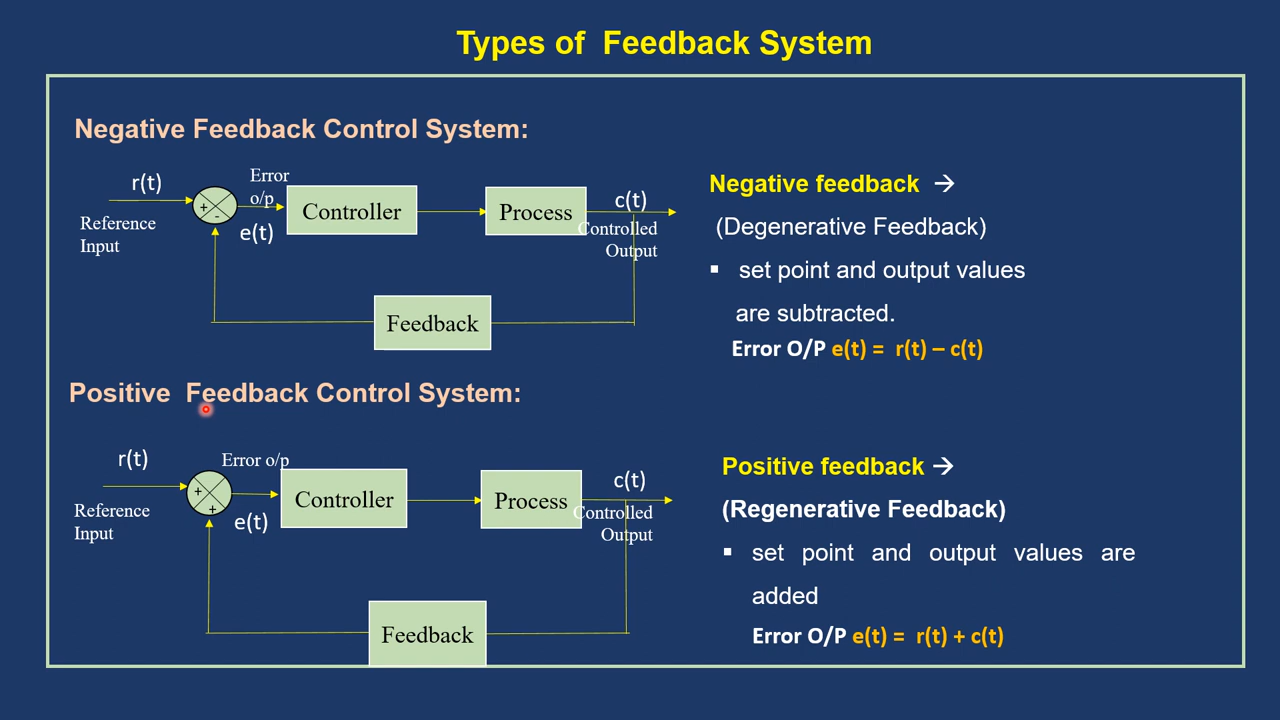 Types of Feedback System
Negative Feedback Control System:
r(t)
Reference
Input
+
-
Error
o/p
e(t)
Controller
Process
c(t)
Controlled
Output
Feedback
Negative feedback →
(Degenerative Feedback)
▪ set point and output values
are subtracted.
Error O/P e(t) = r(t) – c(t)
Positive Feedback Control System:
r(t)
Reference
Input
+
+
Error o/p
e(t)
Controller
Process
c(t)
Controlled
Output
Feedback
Positive feedback →
(Regenerative Feedback)
▪ set point and output values are
added
Error O/P e(t) = r(t) + c(t)